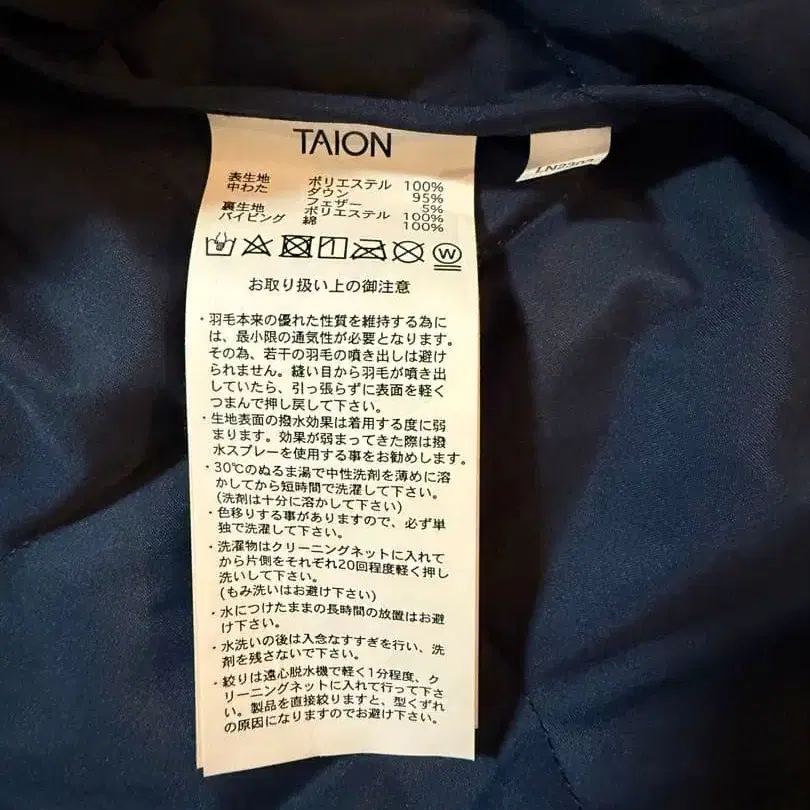 TAION
表生地 ポリエステル 100%
中わた ダウン 95%
フェザー 5%
裏生地 ポリエステル 100%
パイピング 綿 100%
W
お取り扱い上の御注意
・羽毛本来の優れた性質を維持する為に
は、最小限の通気性が必要となります。
その為、若干の羽毛の噴き出しは避け
られません。縫い目から羽毛が噴き出
していたら、引っ張らずに表面を軽く
つまんで押し戻して下さい。
・生地表面の撥水効果は着用する度に弱
まります。効果が弱まってきた際は撥
水スプレーを使用する事をお勧めします。
・30℃のぬるま湯で中性洗剤を薄めに溶
かしてから短時間で洗濯して下さい。
(洗剤は十分に溶かして下さい)
・色移りする事がありますので、必ず単
独で洗濯して下さい。
・洗濯物はクリーニングネットに入れて
から片側をそれぞれ20回程度軽く押し
洗いして下さい。
(もみ洗いはお避け下さい)
・水につけたままの長時間の放置はお避
け下さい。
・水洗いの後は入念なすすぎを行い、洗
剤を残さないで下さい。
・絞りは遠心脱水機で軽く1分程度、ク
リーニングネットに入れて行って下さ
い。製品を直接絞りますと、型くずれ
の原因になりますのでお避け下さい。